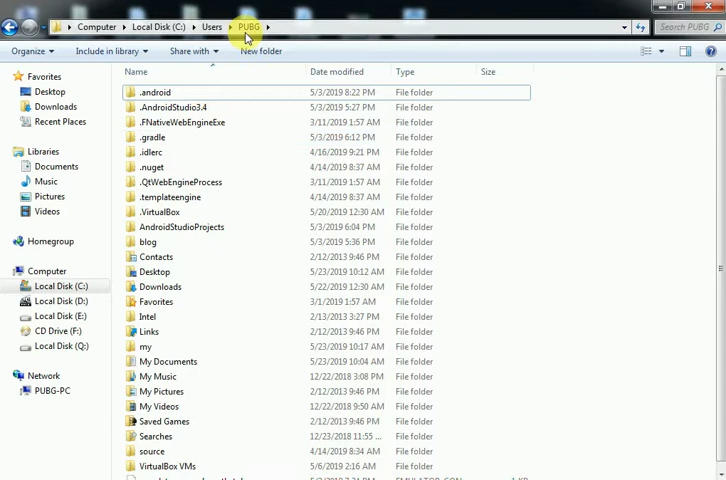 Computer Local Disk (C:) Users PUBG Search PUBG
Organize Include in library Share with New folder
Name Date modified Type Size
Favorites
Desktop
Downloads
Recent Places
Libraries
Documents
Music
Pictures
Videos
Homegroup
Computer
Local Disk (C:)
Local Disk (D:)
Local Disk (E:)
CD Drive (F:)
Local Disk (Q:)
Network
PUBG-PC
.android 5/3/2019 8:22 PM File folder
.AndroidStudio3.4 5/3/2019 5:27 PM File folder
.FNativeWebEngineExe 3/11/2019 1:57 AM File folder
.gradle 5/3/2019 6:12 PM File folder
.idlerc 4/16/2019 9:21 PM File folder
.nuget 4/14/2019 8:37 AM File folder
.QtWebEngineProcess 3/11/2019 1:57 AM File folder
.templateengine 4/14/2019 8:37 AM File folder
.VirtualBox 5/20/2019 12:30 AM File folder
AndroidStudioProjects 5/3/2019 6:04 PM File folder
blog 5/3/2019 5:36 PM File folder
Contacts 2/12/2013 9:46 PM File folder
Desktop 5/23/2019 10:12 AM File folder
Downloads 5/22/2019 12:30 AM File folder
Favorites 3/1/2019 1:57 AM File folder
Intel 2/13/2013 3:27 PM File folder
Links 2/12/2013 9:46 PM File folder
my 5/23/2019 10:17 AM File folder
My Documents 5/23/2019 10:04 AM File folder
My Music 12/22/2018 3:08 PM File folder
My Pictures 2/12/2013 9:46 PM File folder
My Videos 12/22/2018 9:50 AM File folder
Saved Games 2/12/2013 9:46 PM File folder
Searches 12/23/2018 11:55 ... File folder
source 4/14/2019 8:34 AM File folder
VirtualBox VMs 5/6/2019 2:16 AM File folder